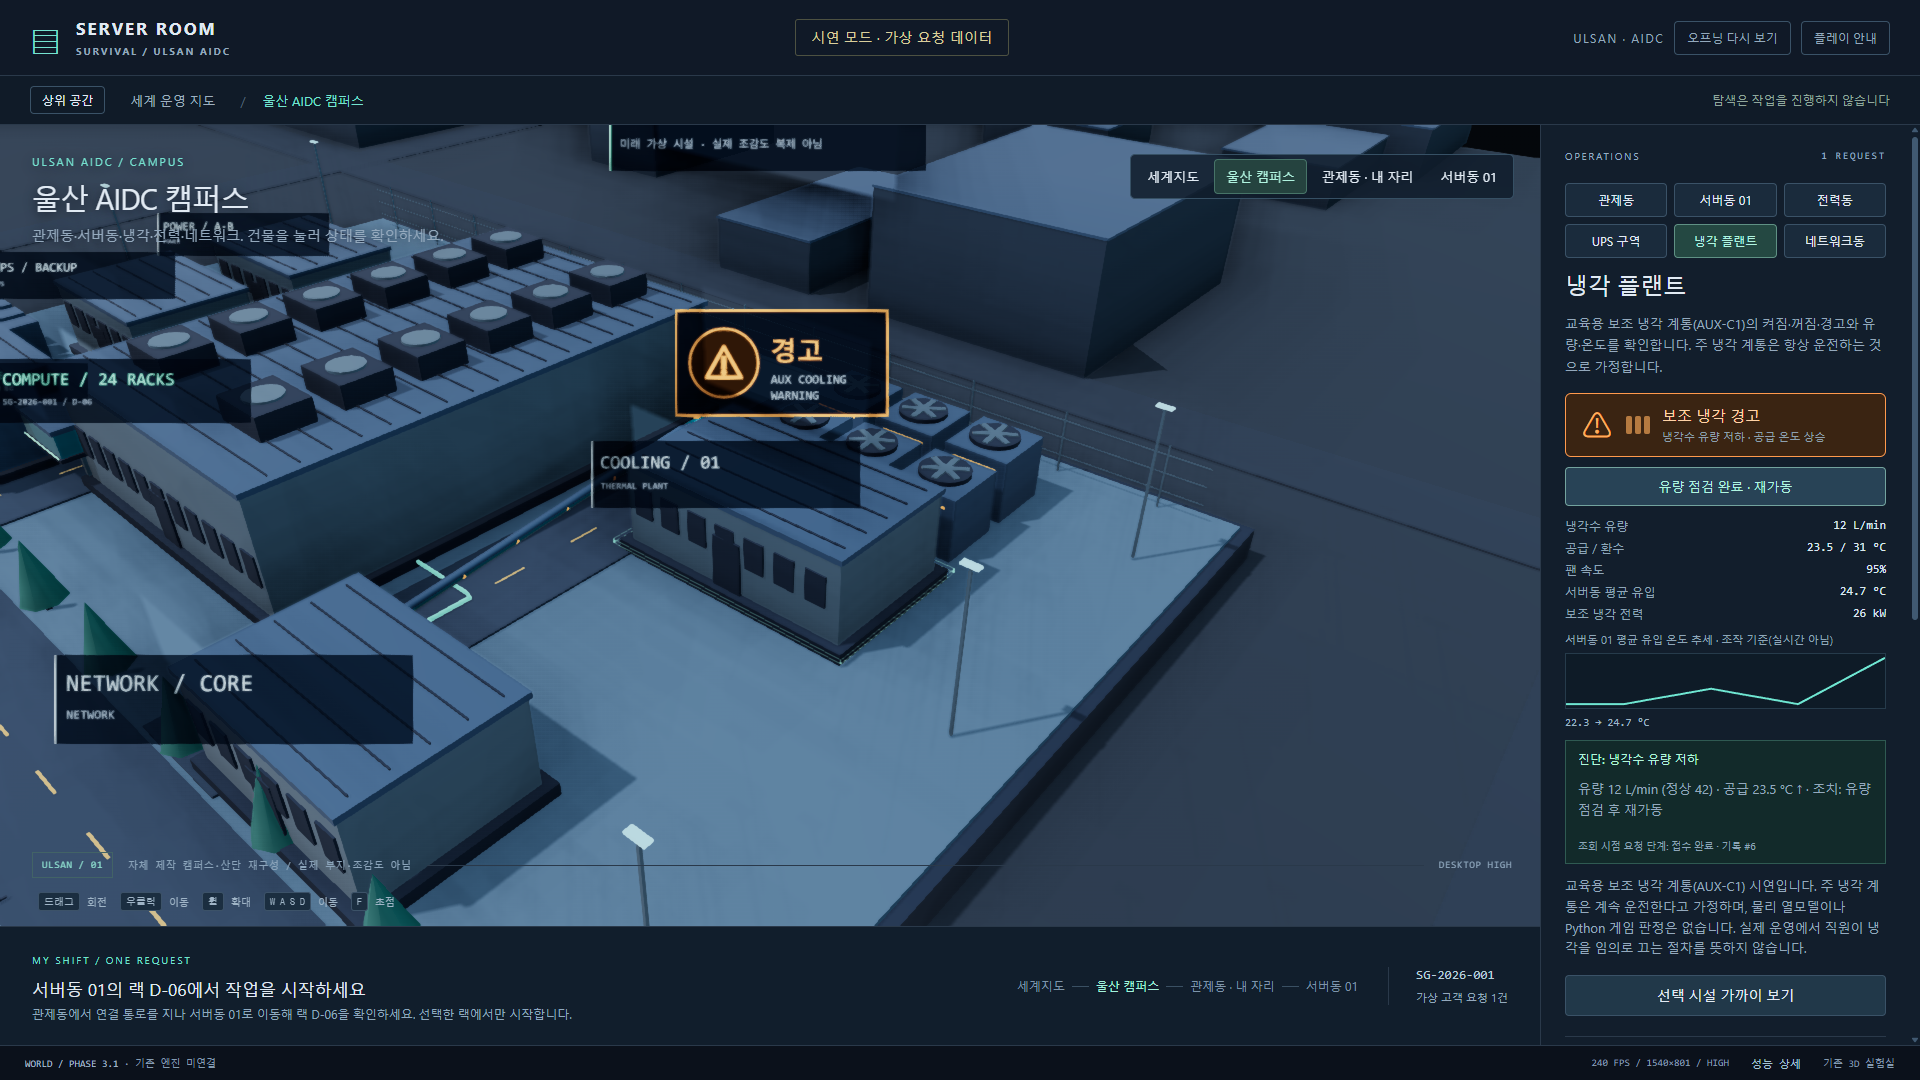 SERVER ROOM
SURVIVAL / ULSAN AIDC
시연 모드 · 가상 요청 데이터
ULSAN · AIDC
오프닝 다시 보기
플레이 안내
상위 공간
세계 운영 지도
/
울산 AIDC 캠퍼스
탐색은 작업을 진행하지 않습니다
미래 가상 시설 · 실제 조감도 복제 아님
ULSAN AIDC / CAMPUS
울산 AIDC 캠퍼스
관제동·서버동·냉각·전력·네트워크. 건물을 눌러 상태를 확인하세요.
POWER / A·B
세계지도
울산 캠퍼스
관제동 · 내 자리
서버동 01
PS / BACKUP
COMPUTE / 24 RACKS
SG-2026-001 / D-06
경고
AUX COOLING
WARNING
COOLING / 01
THERMAL PLANT
NETWORK / CORE
NETWORK
ULSAN / 01
자체 제작 캠퍼스·산단 재구성 / 실제 부지·조감도 아님
DESKTOP HIGH
드래그 회전
우클릭 이동
휠 확대
W A S D 이동
F 초점
OPERATIONS
1 REQUEST
관제동
서버동 01
전력동
UPS 구역
냉각 플랜트
네트워크동
냉각 플랜트
교육용 보조 냉각 계통(AUX-C1)의 켜짐·꺼짐·경고와 유
량·온도를 확인합니다. 주 냉각 계통은 항상 운전하는 것
으로 가정합니다.
보조 냉각 경고
냉각수 유량 저하 · 공급 온도 상승
유량 점검 완료 · 재가동
냉각수 유량 12 L/min
공급 / 환수 23.5 / 31 °C
팬 속도 95%
서버동 평균 유입 24.7 °C
보조 냉각 전력 26 kW
서버동 01 평균 유입 온도 추세 · 조작 기준(실시간 아님)
22.3 → 24.7 °C
진단: 냉각수 유량 저하
유량 12 L/min (정상 42) · 공급 23.5 °C ↑ · 조치: 유량
점검 후 재가동
조회 시점 요청 단계: 접수 완료 · 기록 #6
교육용 보조 냉각 계통(AUX-C1) 시연입니다. 주 냉각 계
통은 계속 운전한다고 가정하며, 물리 열모델이나
Python 게임 판정은 없습니다. 실제 운영에서 직원이 냉
각을 임의로 끄는 절차를 뜻하지 않습니다.
선택 시설 가까이 보기
MY SHIFT / ONE REQUEST
서버동 01의 랙 D-06에서 작업을 시작하세요
관제동에서 연결 통로를 지나 서버동 01로 이동해 랙 D-06을 확인하세요. 선택한 랙에서만 시작합니다.
세계지도 — 울산 캠퍼스 — 관제동 · 내 자리 — 서버동 01
SG-2026-001
가상 고객 요청 1건
WORLD / PHASE 3.1 · 기존 엔진 미연결
240 FPS / 1540×801 / HIGH
성능 상세
기존 3D 실험실